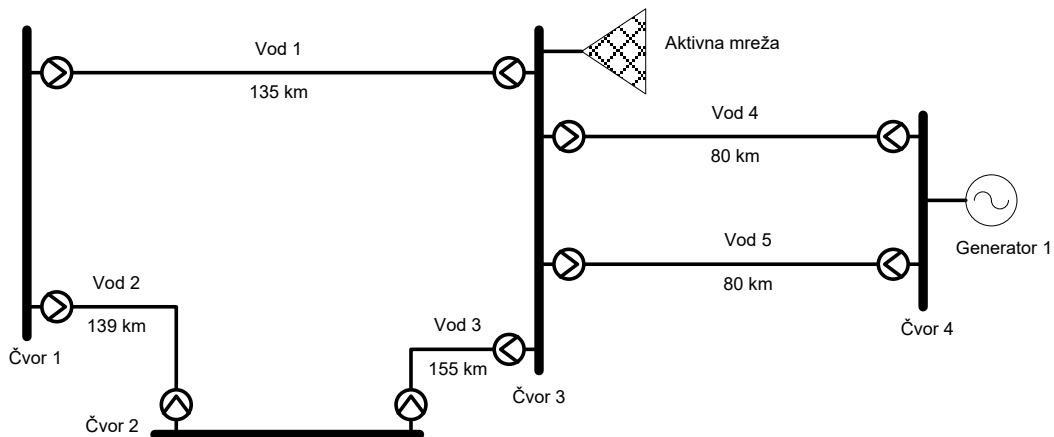 Vod 1
135 km
Aktivna mreža
Vod 4
80 km
Generator 1
Vod 5
80 km
Vod 2
139 km
Vod 3
155 km
Čvor 1
Čvor 2
Čvor 3
Čvor 4